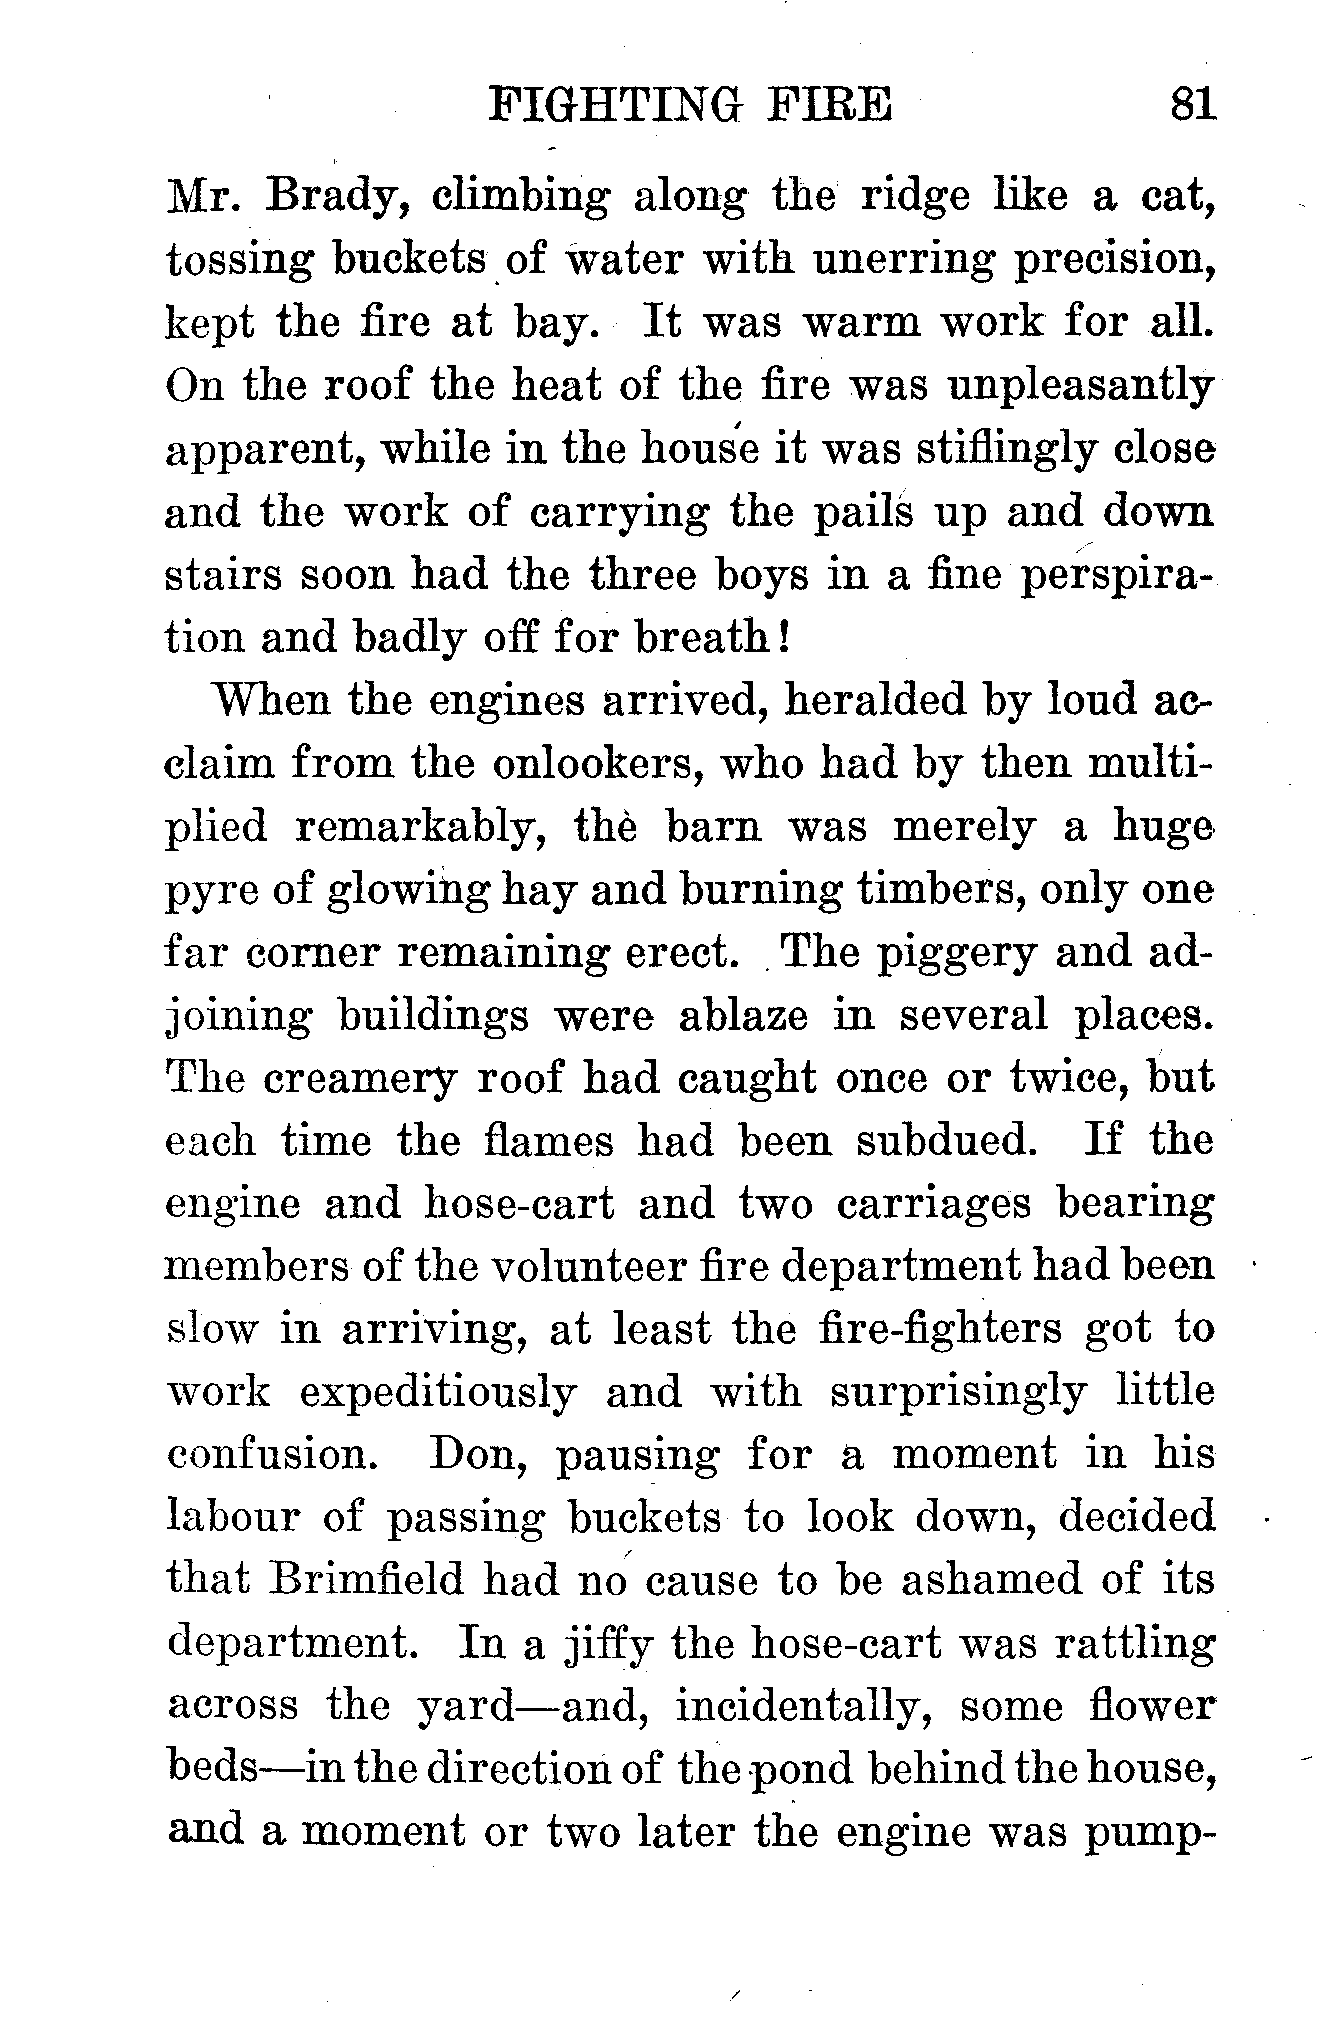 FIGHTING FIRE 81
Mr. Brady, climbing along the ridge like a cat,
tossing buckets of water with unerring precision,
kept the fire at bay. It was warm work for all.
On the roof the heat of the fire was unpleasantly
apparent, while in the house it was stiflingly close
and the work of carrying the pails up and down
stairs soon had the three boys in a fine perspira-
tion and badly off for breath!
When the engines arrived, heralded by loud ac-
claim from the onlookers, who had by then multi-
plied remarkably, the barn was merely a huge
pyre of glowing hay and burning timbers, only one
far corner remaining erect. The piggery and ad-
joining buildings were ablaze in several places.
The creamery roof had caught once or twice, but
each time the flames had been subdued. If the
engine and hose-cart and two carriages bearing
members of the volunteer fire department had been
slow in arriving, at least the fire-fighters got to
work expeditiously and with surprisingly little
confusion. Don, pausing for a moment in his
labour of passing buckets to look down, decided
that Brimfield had no cause to be ashamed of its
department. In a jiffy the hose-cart was rattling
across the yard—and, incidentally, some flower
beds—in the direction of the pond behind the house,
and a moment or two later the engine was pump-